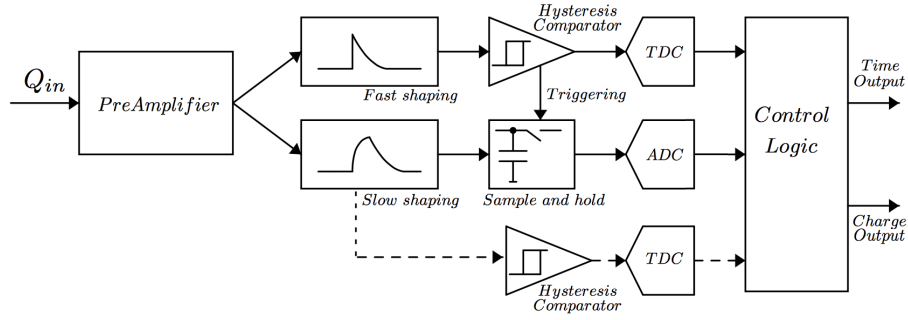 Hysteresis
Comparator
TDC
Q_in
PreAmplifier
Fast shaping
Triggering
Time
Output
Control
Logic
ADC
Slow shaping
Sample and hold
Charge
Output
TDC
Hysteresis
Comparator